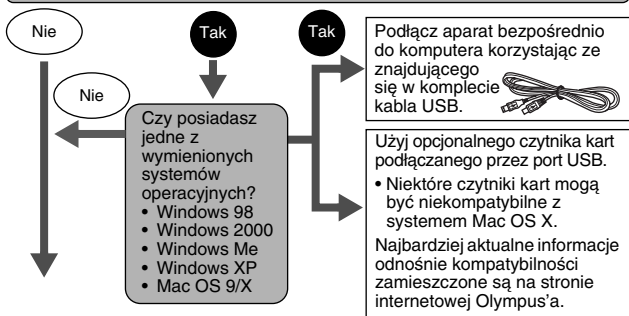 Nie
Tak
Tak
Nie
Czy posiadasz
jedne z
wymienionych
systemów
operacyjnych?
• Windows 98
• Windows 2000
• Windows Me
• Windows XP
• Mac OS 9/X
Podłącz aparat bezpośrednio
do komputera korzystając ze
znajdującego
się w komplecie
kabla USB.
Użyj opcjonalnego czytnika kart
podłączanego przez port USB.
• Niektóre czytniki kart mogą
być niekompatybilne z
systemem Mac OS X.
Najbardziej aktualne informacje
odnośnie kompatybilności
zamieszczone są na stronie
internetowej Olympus'a.